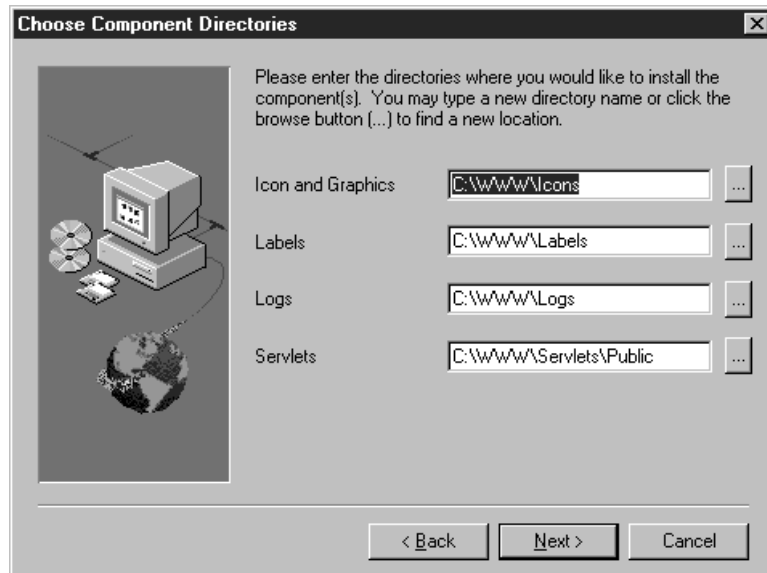 Choose Component Directories
Please enter the directories where you would like to install the
component(s). You may type a new directory name or click the
browse button (...) to find a new location.
Icon and Graphics C:\WWW\Icons ...
Labels C:\WWW\Labels ...
Logs C:\WWW\Logs ...
Servlets C:\WWW\Servlets\Public ...
< Back Next > Cancel